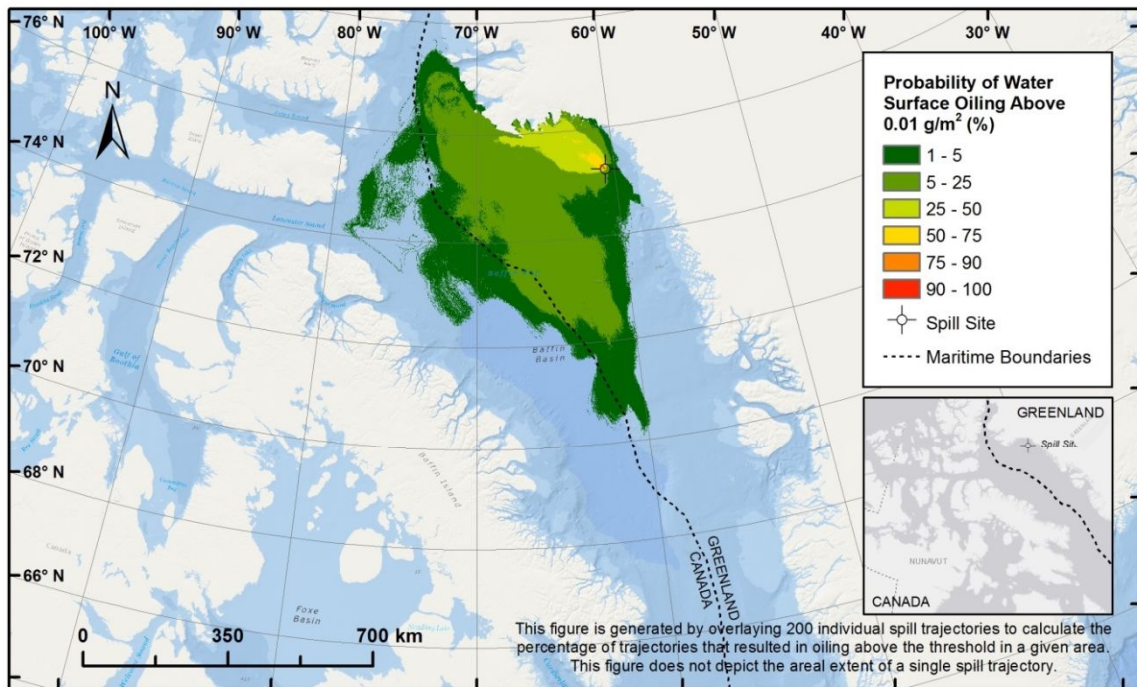 76° N
100° W
90° W
80° W
70° W
60° W
50° W
40° W
30° W
N
74° N
72° N
70° N
68° N
66° N
Lancaster Sound
Gulf of
Boothia
Baffin
Basin
Baffin Island
Canada
Foxe
Basin
GREENLAND
CANADA
0 350 700 km
Probability of Water
Surface Oiling Above
0.01 g/m² (%)
1 - 5
5 - 25
25 - 50
50 - 75
75 - 90
90 - 100
Spill Site
Maritime Boundaries
GREENLAND
Spill Site
NUNAVUT
CANADA
This figure is generated by overlaying 200 individual spill trajectories to calculate the
percentage of trajectories that resulted in oiling above the threshold in a given area.
This figure does not depict the areal extent of a single spill trajectory.